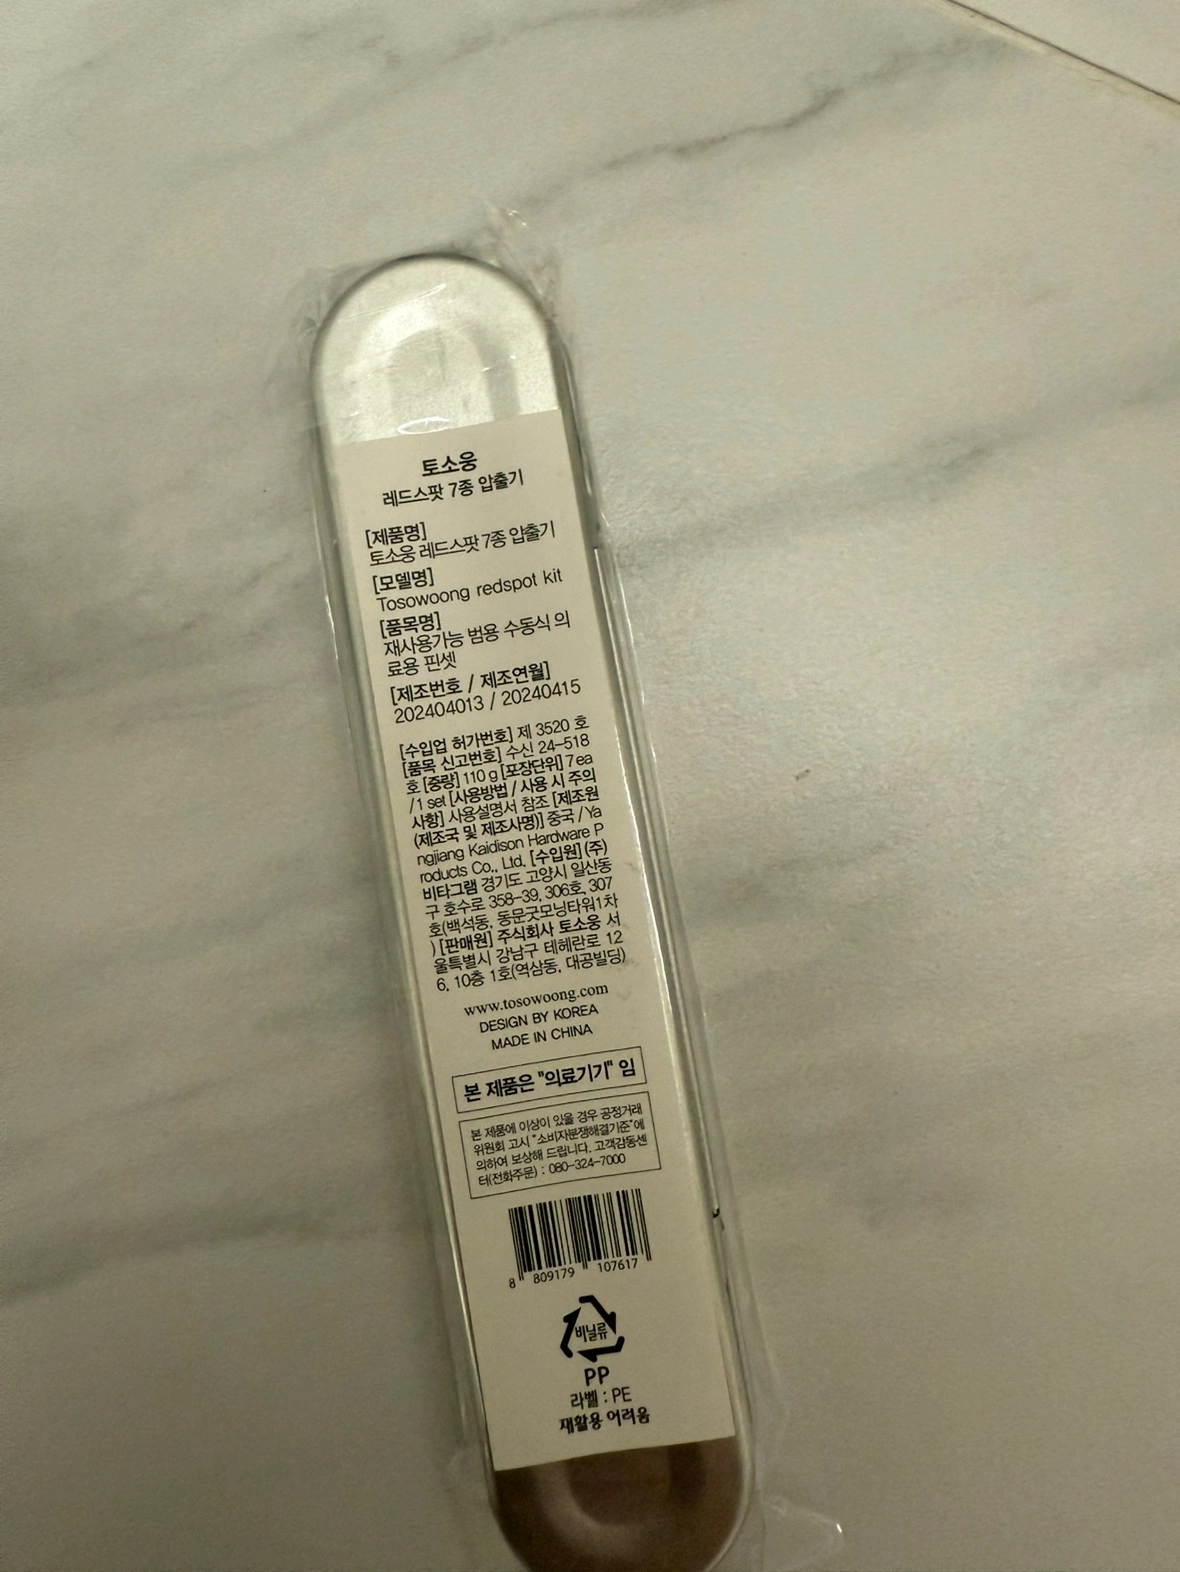 토소웅
레드스팟 7종 압출기
[제품명]
토소웅 레드스팟 7종 압출기
[모델명]
Tosowoong redspot kit
[품목명]
재사용가능 범용 수동식 의
료용 핀셋
[제조번호 / 제조연월]
202404013 / 20240415
[수입업 허가번호] 제 3520 호
[품목 신고번호] 수신 24-518
호 [중량] 110 g [포장단위] 7 ea
/ 1 set [사용방법 / 사용 시 주의
사항] 사용설명서 참조 [제조원
(제조국 및 제조사명)] 중국 / Ya
ngjiang Kaidison Hardware P
roducts Co., Ltd. [수입원] (주)
비타그램 경기도 고양시 일산동
구 호수로 358-39, 306호, 307
호(백석동, 동문굿모닝타워1차
) [판매원] 주식회사 토소웅 서
울특별시 강남구 테헤란로 12
6, 10층 1호(역삼동, 대공빌딩)
www.tosowoong.com
DESIGN BY KOREA
MADE IN CHINA
본 제품은 "의료기기" 임
본 제품에 이상이 있을 경우 공정거래
위원회 고시 "소비자분쟁해결기준"에
의하여 보상해 드립니다. 고객감동센
터(전화주문) : 080-324-7000
8 809179 107617
비닐류
PP
라벨 : PE
재활용 어려움